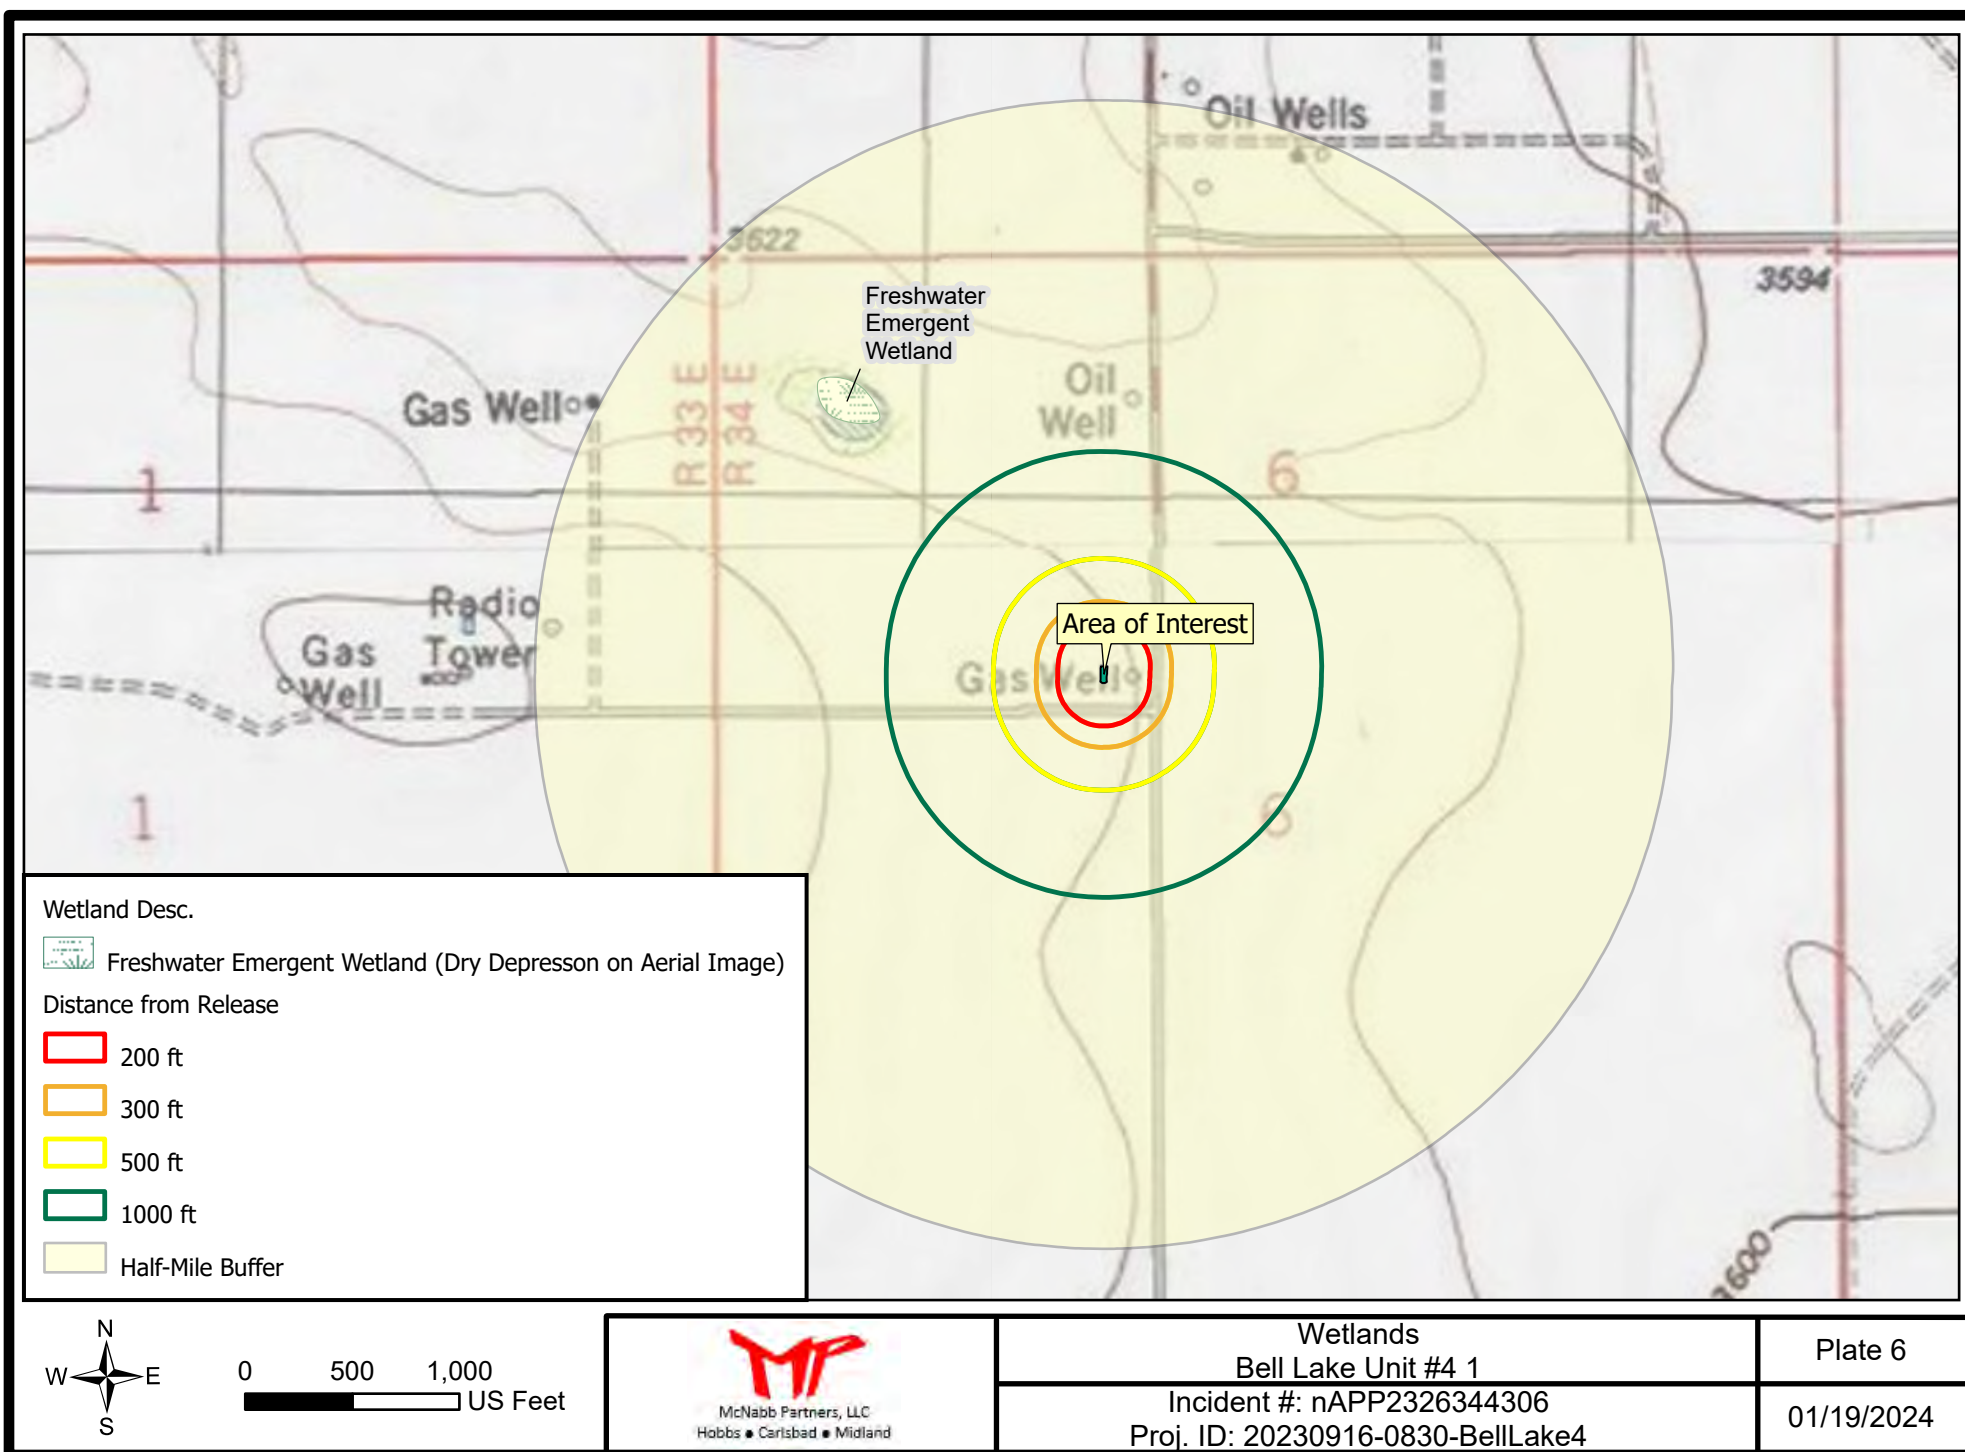 Oil Wells
3622
3594
Freshwater
Emergent
Wetland
R 33 E
R 34 E
Oil
Well
Gas Well
1
6
Radio
Tower
Gas
Well
Area of Interest
Gas Well
1
6
3600
Wetland Desc.
Freshwater Emergent Wetland (Dry Depresson on Aerial Image)
Distance from Release
200 ft
300 ft
500 ft
1000 ft
Half-Mile Buffer
N
W E
S
0 500 1,000
US Feet
McNabb Partners, LLC
Hobbs • Carlsbad • Midland
Wetlands
Bell Lake Unit #4 1
Incident #: nAPP2326344306
Proj. ID: 20230916-0830-BellLake4
Plate 6
01/19/2024